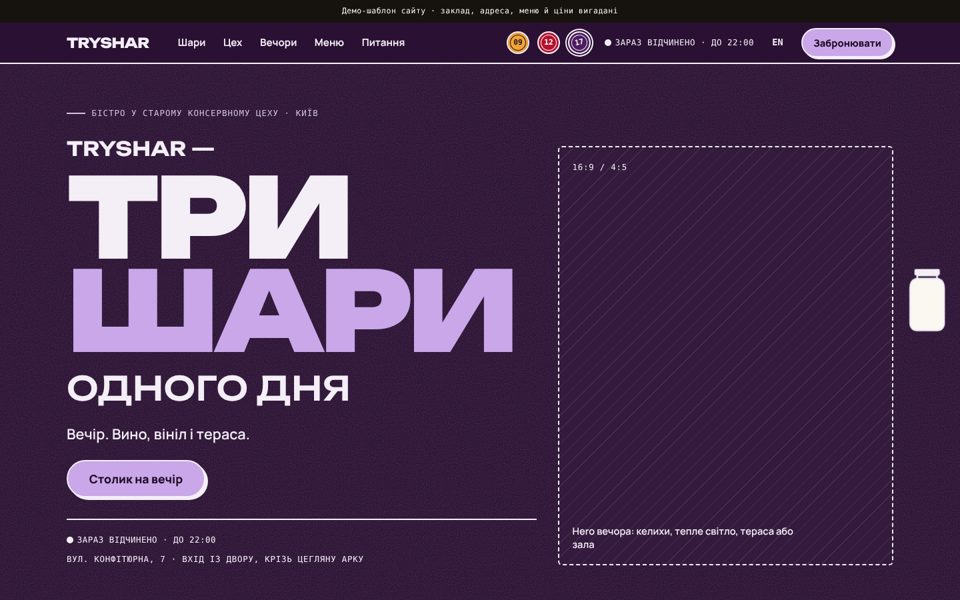 Демо-шаблон сайту · заклад, адреса, меню й ціни вигадані
TRYSHAR Шари Цех Вечори Меню Питання 09 12 17 ЗАРАЗ ВІДЧИНЕНО · ДО 22:00 EN Забронювати
БІСТРО У СТАРОМУ КОНСЕРВНОМУ ЦЕХУ · КИЇВ
TRYSHAR —
ТРИ
ШАРИ
ОДНОГО ДНЯ
Вечір. Вино, вініл і тераса.
Столик на вечір
ЗАРАЗ ВІДЧИНЕНО · ДО 22:00
ВУЛ. КОНФІТЮРНА, 7 · ВХІД ІЗ ДВОРУ, КРІЗЬ ЦЕГЛЯНУ АРКУ
16:9 / 4:5
Hero вечора: келихи, тепле світло, тераса або
зала